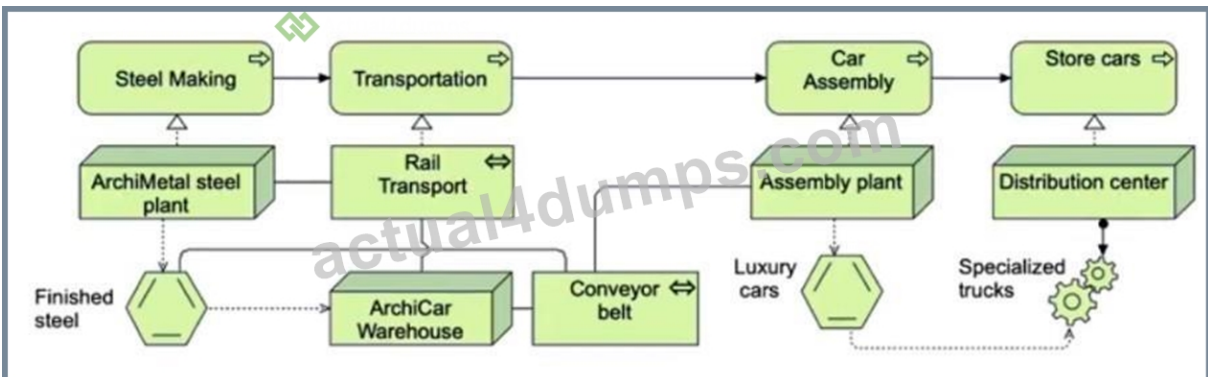 Steel Making
Transportation
Car
Assembly
Store cars
ArchiMetal steel
plant
Rail
Transport
Assembly plant
Distribution center
actual4dumps.com
Finished
steel
ArchiCar
Warehouse
Conveyor
belt
Luxury
cars
Specialized
trucks